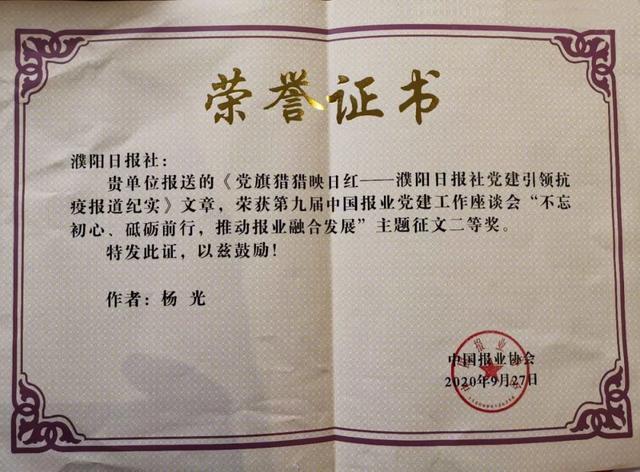 荣誉证书
濮阳日报社：
贵单位报送的《党旗猎猎映日红——濮阳日报社党建引领抗
疫报道纪实》文章，荣获第九届中国报业党建工作座谈会“不忘
初心、砥砺前行，推动报业融合发展”主题征文二等奖。
特发此证，以兹鼓励！
作者：杨 光
中国报业协会
2020年9月27日